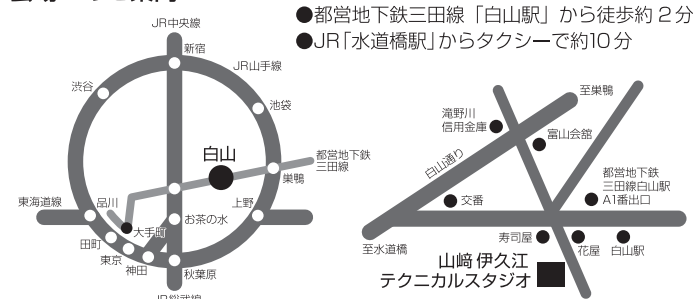 ●都営地下鉄三田線「白山駅」から徒歩約2分
●JR「水道橋駅」からタクシーで約10分
JR中央線
新宿
JR山手線
渋谷
池袋
白山
都営地下鉄
三田線
巣鴨
東海道線
品川
上野
大手町
お茶の水
田町
東京
神田
秋葉原
至巣鴨
滝野川
信用金庫
富山会舘
白山通り
都営地下鉄
三田線白山駅
A1番出口
交番
至水道橋
寿司屋
花屋
白山駅
山﨑 伊久江
テクニカルスタジオ